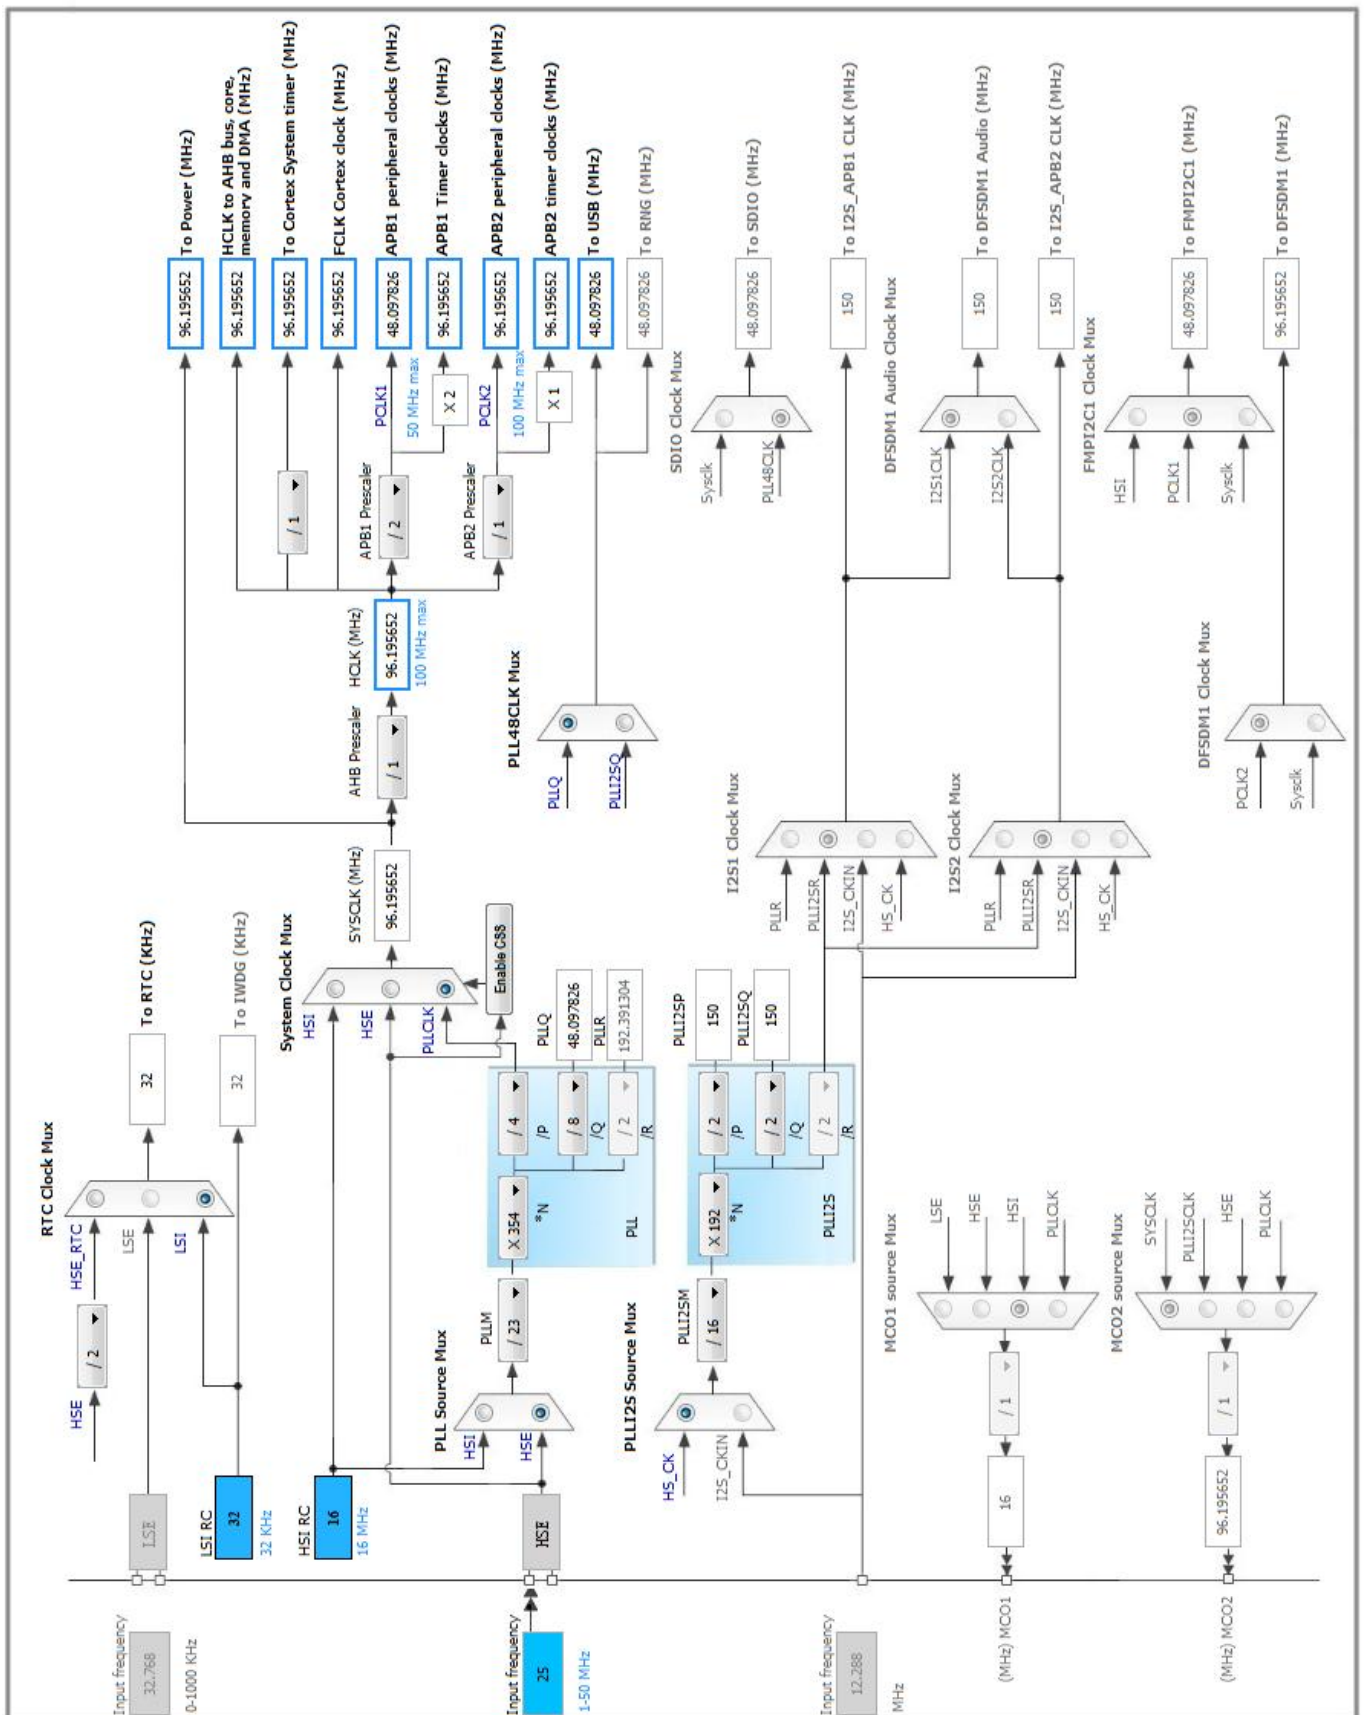 Input frequency
32.768
0-1000 KHz
LSE
HSE
/ 2
HSE_RTC
LSE
LSI
RTC Clock Mux
32
To RTC (KHz)
LSI RC
32
32 KHz
32
To IWDG (KHz)
HSI RC
16
16 MHz
Input frequency
25
1-50 MHz
HSE
PLL Source Mux
HSI
HSE
PLLM
/ 23
X 354
*N
PLL
/ 4
/P
/ 8
/Q
/ 2
/R
PLLQ
48.097826
PLLR
192.391304
System Clock Mux
HSI
HSE
PLLCLK
Enable CSS
SYSCLK (MHz)
96.195652
AHB Prescaler
/ 1
HCLK (MHz)
96.195652
100 MHz max
/ 1
APB1 Prescaler
/ 2
PCLK1
50 MHz max
X 2
APB2 Prescaler
/ 1
PCLK2
100 MHz max
X 1
96.195652
To Power (MHz)
96.195652
HCLK to AHB bus, core,
memory and DMA (MHz)
96.195652
To Cortex System timer (MHz)
96.195652
FCLK Cortex clock (MHz)
48.097826
APB1 peripheral clocks (MHz)
96.195652
APB1 Timer clocks (MHz)
96.195652
APB2 peripheral clocks (MHz)
96.195652
APB2 timer clocks (MHz)
PLL48CLK Mux
PLLQ
PLLI2SQ
48.097826
To USB (MHz)
48.097826
To RNG (MHz)
SDIO Clock Mux
Sysclk
PLL48CLK
48.097826
To SDIO (MHz)
PLLI2S Source Mux
HS_CK
I2S_CKIN
PLLI2SM
/ 16
X 192
*N
PLLI2S
/ 2
/P
/ 2
/Q
/ 2
/R
PLLI2SP
150
PLLI2SQ
150
Input frequency
12.288
MHz
I2S1 Clock Mux
PLLR
PLLI2SR
I2S_CKIN
HS_CK
150
To I2S_APB1 CLK (MHz)
DFSDM1 Audio Clock Mux
I2S1CLK
I2S2CLK
150
To DFSDM1 Audio (MHz)
I2S2 Clock Mux
PLLR
PLLI2SR
I2S_CKIN
HS_CK
150
To I2S_APB2 CLK (MHz)
FMPI2C1 Clock Mux
HSI
PCLK1
Sysclk
48.097826
To FMPI2C1 (MHz)
DFSDM1 Clock Mux
PCLK2
Sysclk
96.195652
To DFSDM1 (MHz)
MCO1 source Mux
LSE
HSE
HSI
PLLCLK
/ 1
16
(MHz) MCO1
MCO2 source Mux
SYSCLK
PLLI2SCLK
HSE
PLLCLK
/ 1
96.195652
(MHz) MCO2